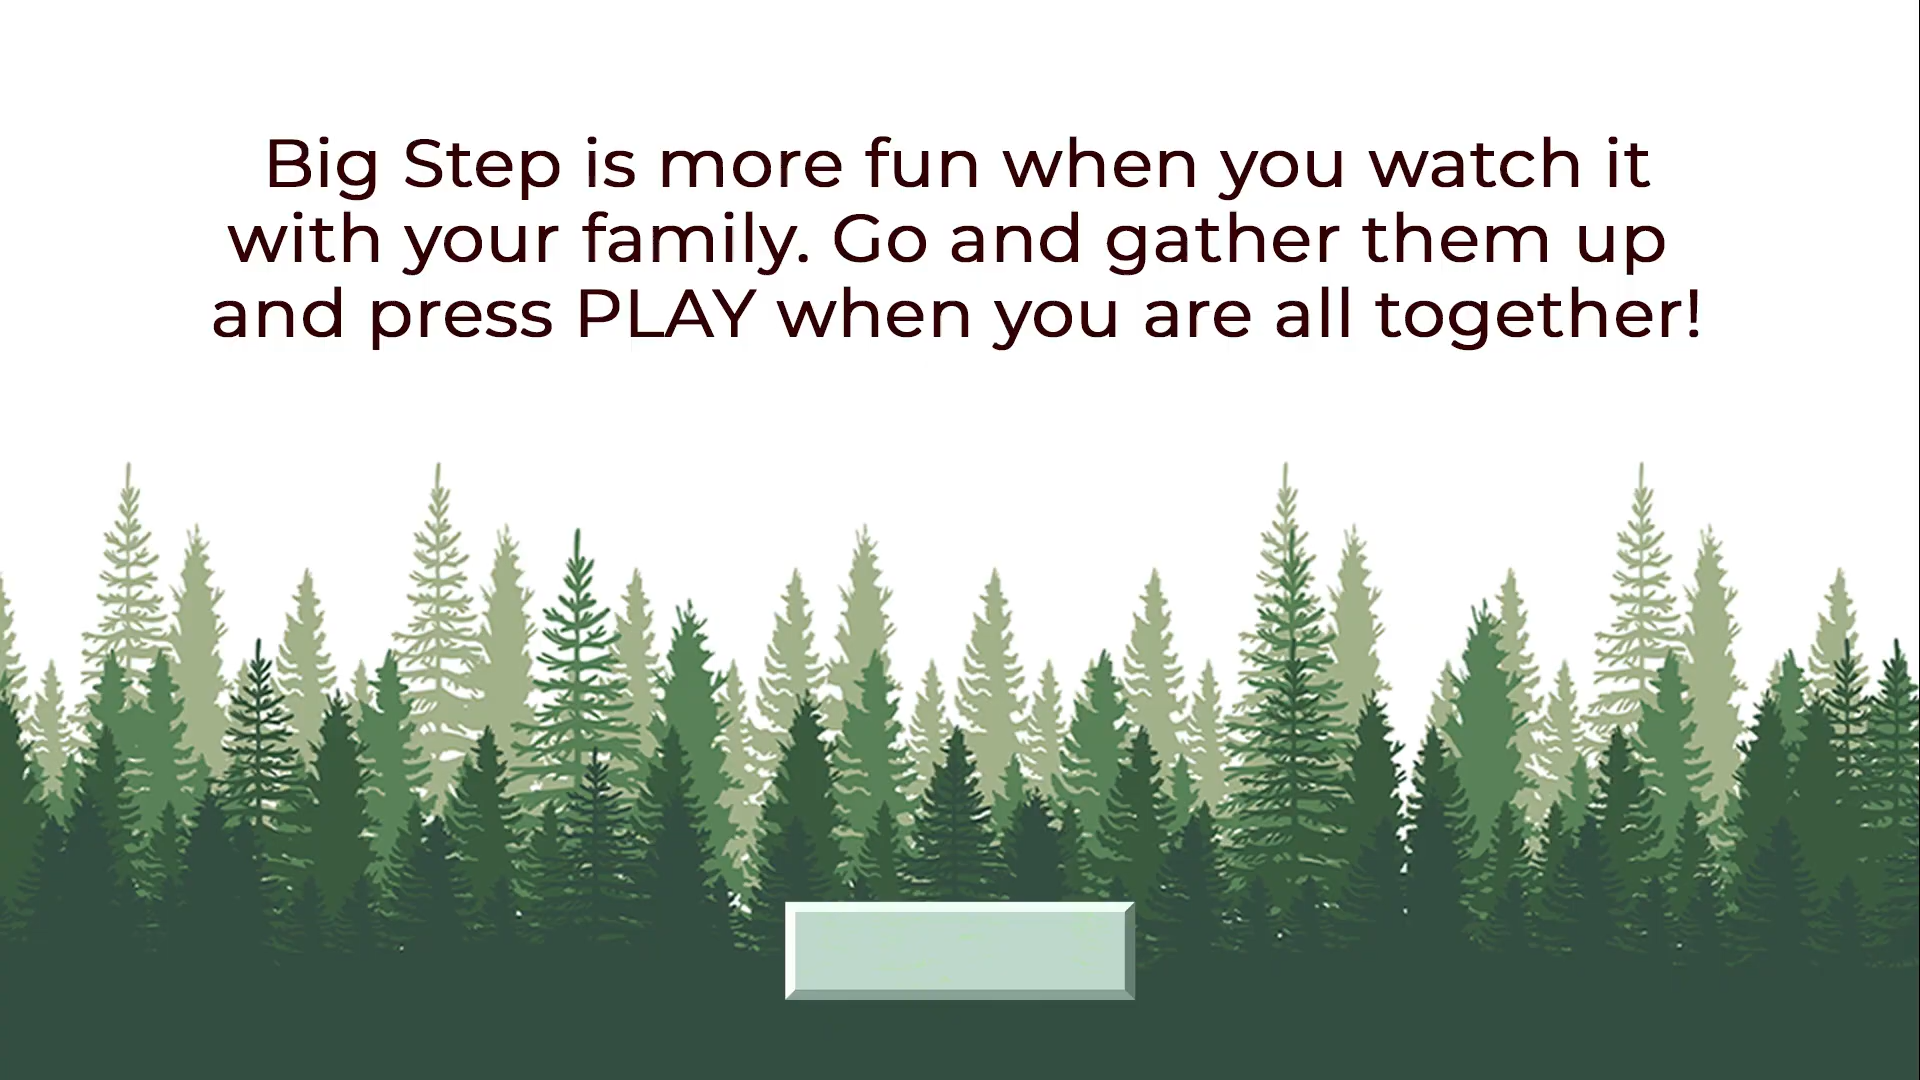 Big Step is more fun when you watch it
with your family. Go and gather them up
and press PLAY when you are all together!